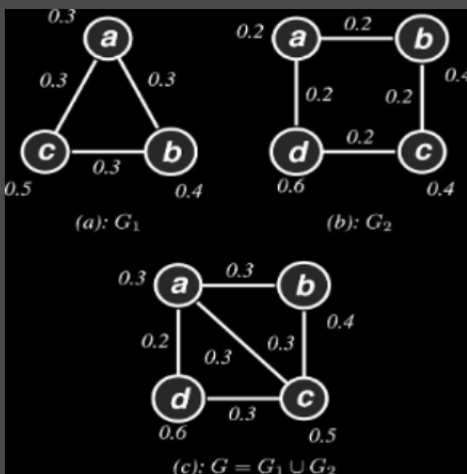 0.3
a
0.3 0.3
c 0.3 b
0.5 0.4
(a): G₁
0.2 a 0.2 b
0.4
0.2 0.2
d 0.2 c
0.6 0.4
(b): G₂
0.3 a 0.3 b
0.4
0.2 0.3 0.3
d 0.3 c
0.6 0.5
(c): G = G₁ ∪ G₂